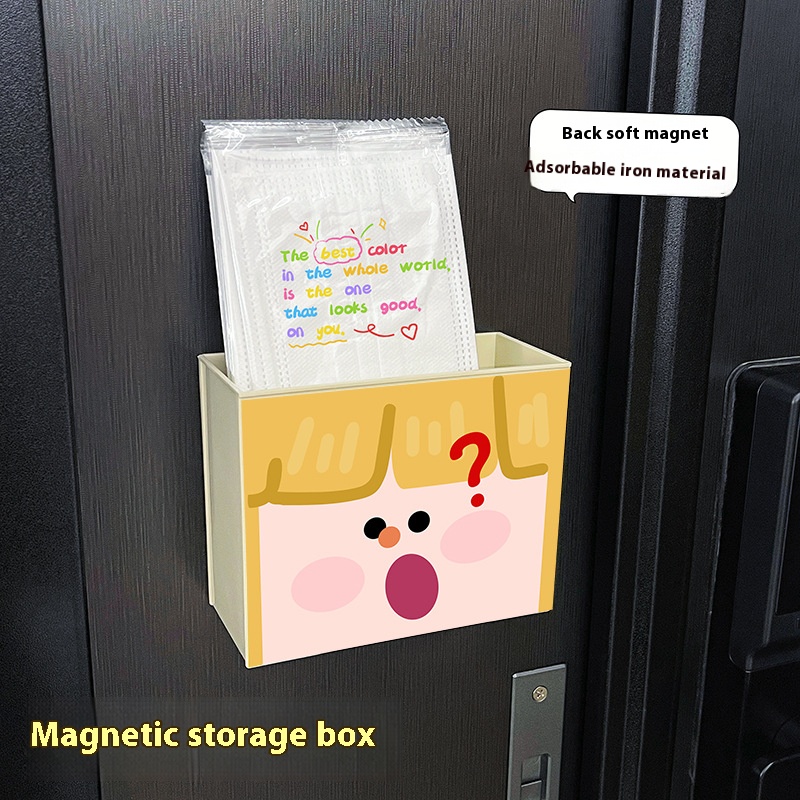 Back soft magnet
Adsorbable iron material
The best color
in the whole world,
is the one
that looks good,
on you.
?
Magnetic storage box